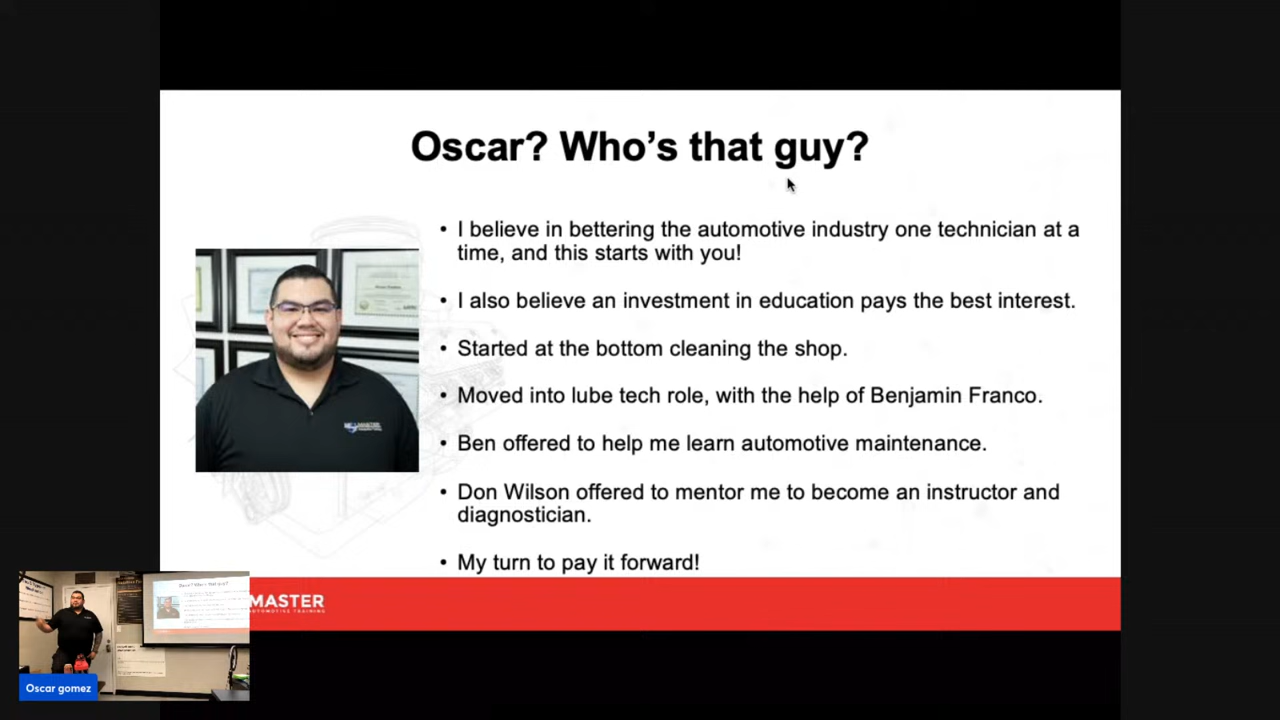 Oscar? Who's that guy?
• I believe in bettering the automotive industry one technician at a
time, and this starts with you!
• I also believe an investment in education pays the best interest.
• Started at the bottom cleaning the shop.
• Moved into lube tech role, with the help of Benjamin Franco.
• Ben offered to help me learn automotive maintenance.
• Don Wilson offered to mentor me to become an instructor and
diagnostician.
• My turn to pay it forward!
MASTER
AUTOMOTIVE TRAINING
Oscar? Who's that guy?
Oscar gomez